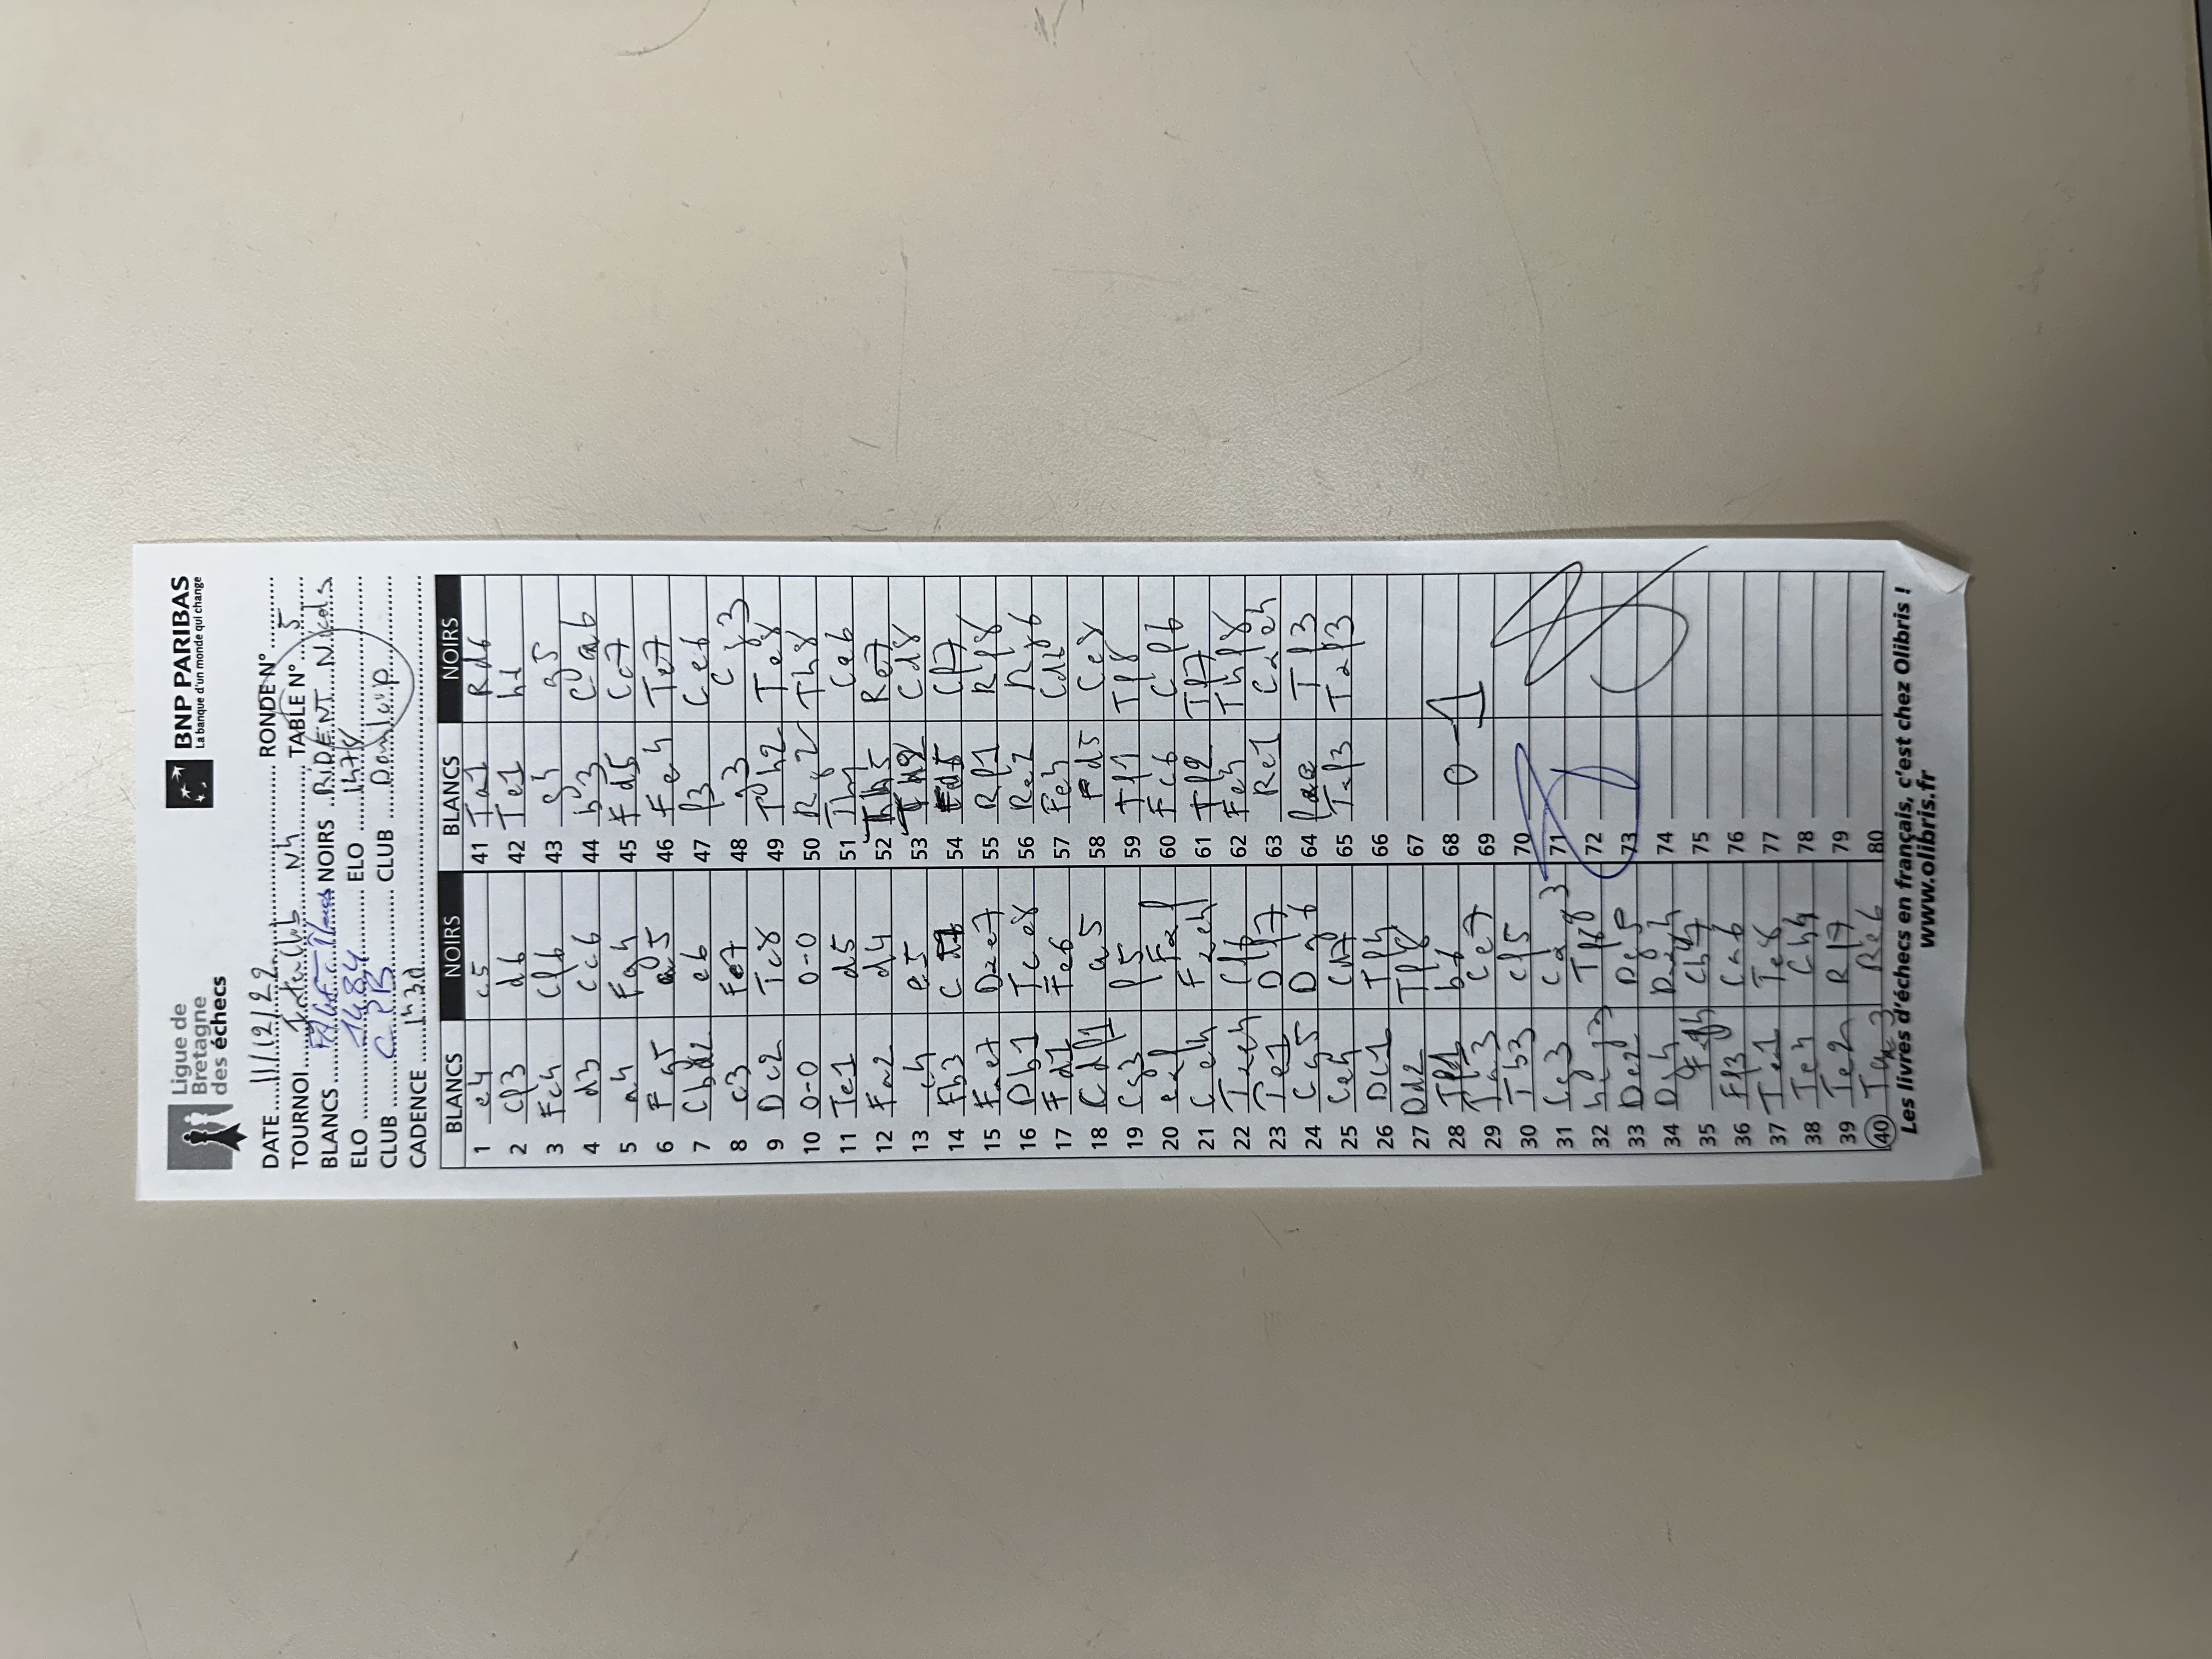 Ligue de
Bretagne
des échecs
BNP PARIBAS
La banque d'un monde qui change
DATE 11/12/22 RONDE N°
TOURNOI InterClub N4 TABLE N° 5
BLANCS NOIRS RIDENT Nicolas
ELO 1484 ELO 1478
CLUB CPB CLUB Domloup
CADENCE 1h30
BLANCS NOIRS
1 e4 c5
2 Cf3 d6
3 Fc4 Cf6
4 d3 Cc6
5 a4 Fg4
6 Fg5 a5
7 Cbd2 e6
8 c3 Fe7
9 Dc2 Tc8
10 0-0 0-0
11 Te1 d5
12 Fa2 d4
13 c4 e5
14 Fb3 C
15 Fxe7 Dxe7
16 Db1 Tce8
17 Fd1 Fe6
18 Cdf1 a5
19 Cg3 f5
20 exf Fxf
21 Ce4 Fxe4
22 Txe4 Cf6
23 Te1 Df7
24 Cg5 Dg6
25 Ce4 Cd7
26 Dc1 Tf4
27 Dd2 Tf8
28 Tf1 b6
29 Ta3 Ce7
30 Tb3 Cf5
31 Cg3 Cxg3
32 hxg3
33 De2 Dg5
34 Dg4 Dxg4
35 Fxg4
36 Ff3 Ca6
37 Te1 Te8
38 Te4 Cb4
39 Te2 Rf7
40 Ta3 Re6
BLANCS NOIRS
41 Ta1 Rd6
42 Te1 h6
43 g4 g5
44 b3 Ca6
45 Fd5 Cc7
46 Fe4 Te7
47 f3 Ce6
48 g3 Cg3
49 Th2 Te8
50 Rg2 Th8
51 Ce6
52 Th5 Re7
53 Th2 Cd8
54 Fd5 Cf7
55 Rf1 Rf8
56 Re2 Rg6
57 Fe4 Cd6
58 Fd5 Ce8
59 Tf1 Tf8
60 Fc6 Cf6
61 Tf2 Tf7
62 Fe4 Thf8
63 Re1 Cxe4
64 fxe Tf3
65 Txf3 Txf3
66
67
68 0-1
69
70
71
72
73
74
75
76
77
78
79
80
Les livres d'échecs en français, c'est chez Olibris !
www.olibris.fr